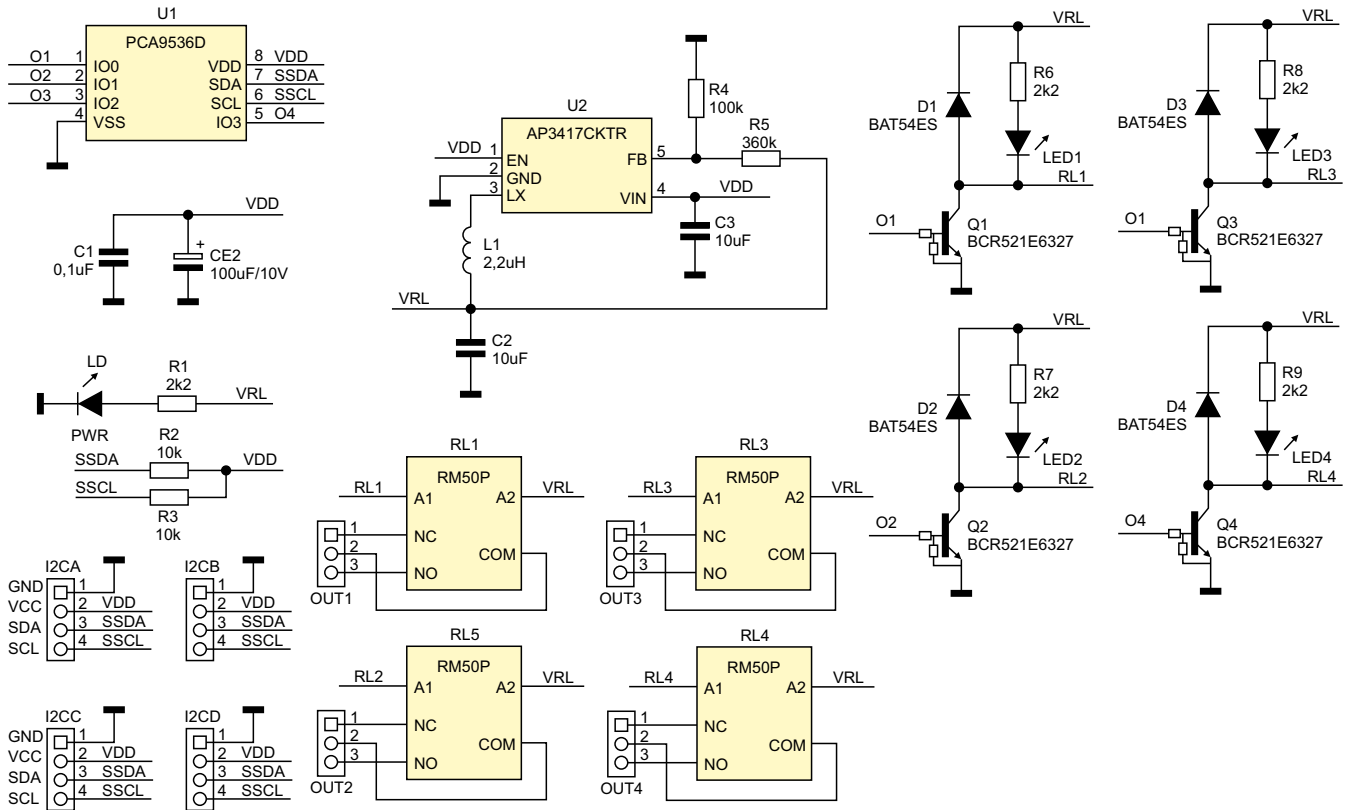 U1
PCA9536D
O1 1 IO0 VDD 8 VDD
O2 2 IO1 SDA 7 SSDA
O3 3 IO2 SCL 6 SSCL
4 VSS IO3 5 O4
VDD
C1
0,1uF
+
CE2
100uF/10V
LD
PWR
R1
2k2
VRL
SSDA
R2
10k
VDD
SSCL
R3
10k
I2CA
GND 1
VCC 2 VDD
SDA 3 SSDA
SCL 4 SSCL
I2CB
1
2 VDD
3 SSDA
4 SSCL
I2CC
GND 1
VCC 2 VDD
SDA 3 SSDA
SCL 4 SSCL
I2CD
1
2 VDD
3 SSDA
4 SSCL
U2
AP3417CKTR
VDD 1 EN
2 GND
3 LX
FB 5
VIN 4 VDD
R4
100k
R5
360k
C3
10uF
L1
2,2uH
VRL
C2
10uF
RL1
RM50P
RL1 A1 A2 VRL
1 NC
2 COM
3 NO
OUT1
RL3
RM50P
RL3 A1 A2 VRL
1 NC
2 COM
3 NO
OUT3
RL5
RM50P
RL2 A1 A2 VRL
1 NC
2 COM
3 NO
OUT2
RL4
RM50P
RL4 A1 A2 VRL
1 NC
2 COM
3 NO
OUT4
VRL
R6
2k2
D1
BAT54ES
LED1
RL1
O1
Q1
BCR521E6327
VRL
R8
2k2
D3
BAT54ES
LED3
RL3
O1
Q3
BCR521E6327
VRL
R7
2k2
D2
BAT54ES
LED2
RL2
O2
Q2
BCR521E6327
VRL
R9
2k2
D4
BAT54ES
LED4
RL4
O4
Q4
BCR521E6327